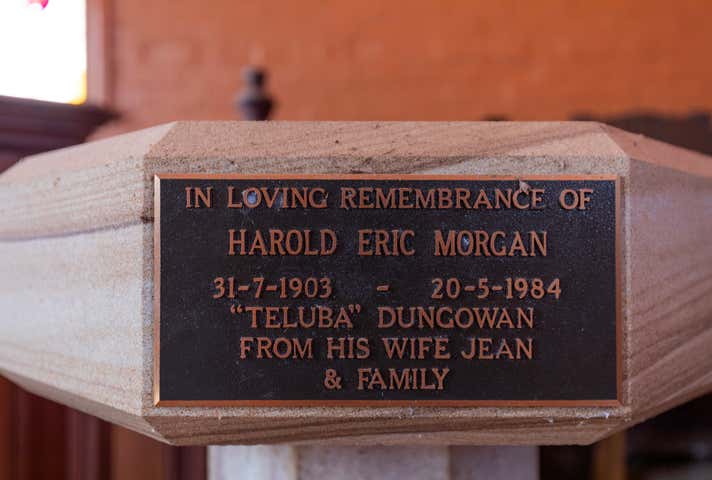 IN LOVING REMEMBRANCE OF
HAROLD ERIC MORGAN
31-7-1903 - 20-5-1984
"TELUBA" DUNGOWAN
FROM HIS WIFE JEAN
& FAMILY